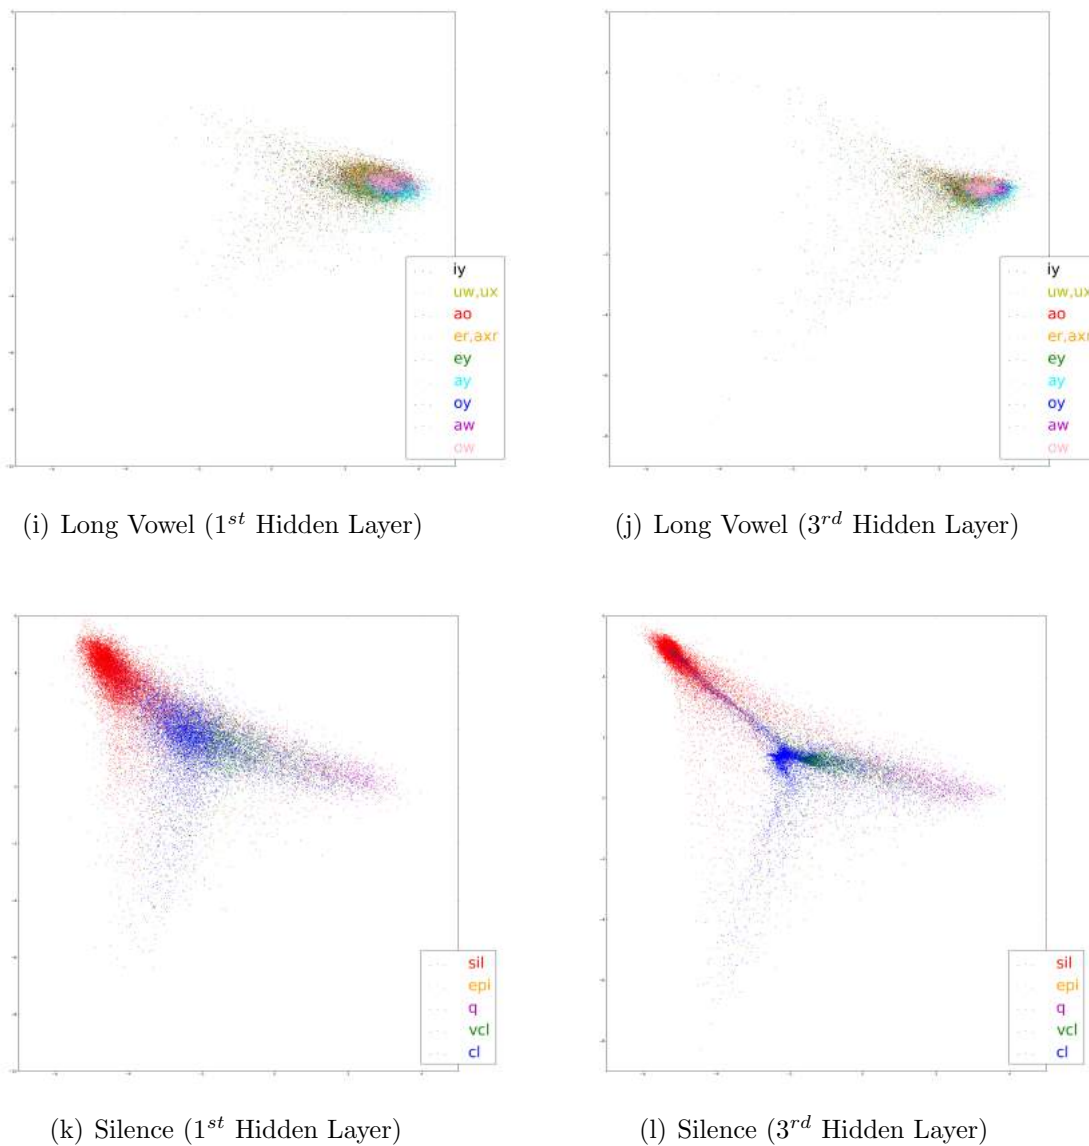 iy
uw,ux
ao
er,axr
ey
ay
oy
aw
ow
iy
uw,ux
ao
er,axr
ey
ay
oy
aw
ow
(i) Long Vowel (1st Hidden Layer)
(j) Long Vowel (3rd Hidden Layer)
sil
epi
q
vcl
cl
sil
epi
q
vcl
cl
(k) Silence (1st Hidden Layer)
(l) Silence (3rd Hidden Layer)